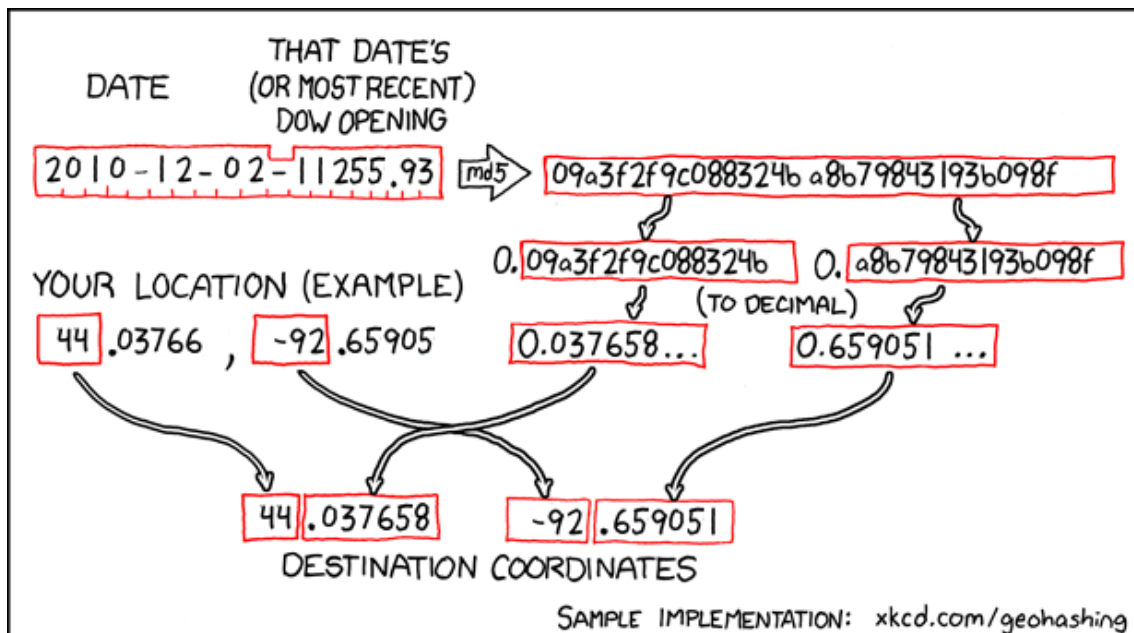 DATE
THAT DATE'S
(OR MOST RECENT)
DOW OPENING
2010-12-02-11255.93
md5
09a3f2f9c088324b a8b79843193b098f
0. 09a3f2f9c088324b
0. a8b79843193b098f
(TO DECIMAL)
0.037658...
0.659051 ...
YOUR LOCATION (EXAMPLE)
44 .03766 , -92 .65905
44 .037658 -92 .659051
DESTINATION COORDINATES
SAMPLE IMPLEMENTATION: xkcd.com/geohashing